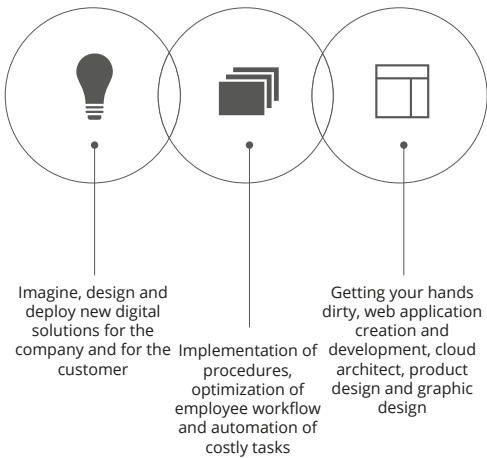 Imagine, design and
deploy new digital
solutions for the
company and for the
customer
Implementation of
procedures,
optimization of
employee workflow
and automation of
costly tasks
Getting your hands
dirty, web application
creation and
development, cloud
architect, product
design and graphic
design